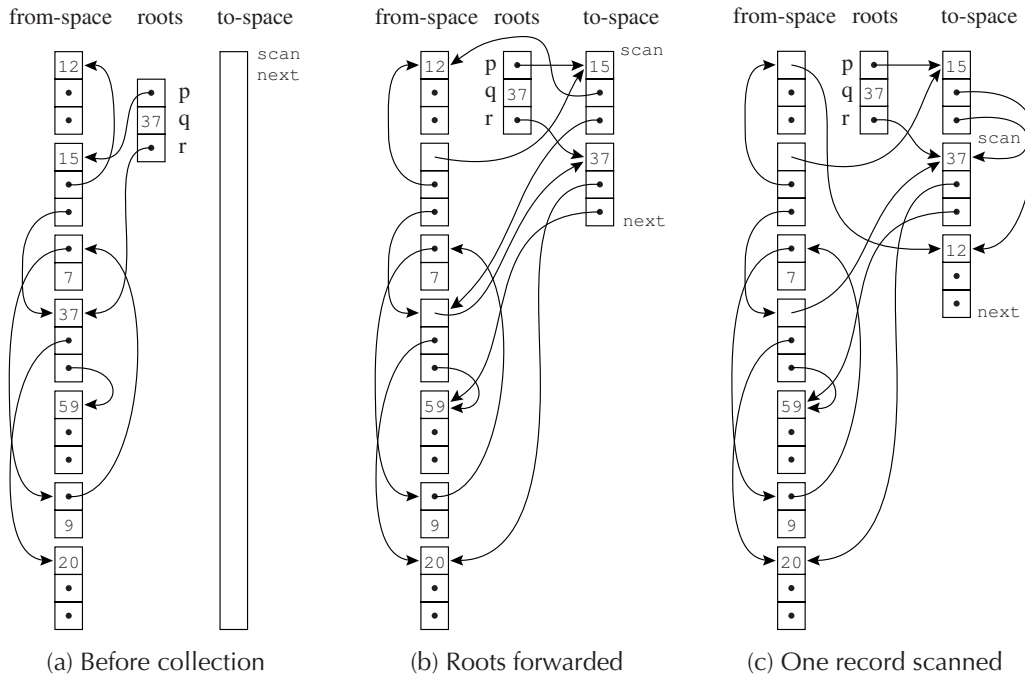 from-space roots to-space
12
15
7
37
59
9
20
p
37 q
r
scan
next
(a) Before collection
from-space roots to-space
12
7
59
9
20
p
q 37
r
scan
15
37
next
(b) Roots forwarded
from-space roots to-space
7
59
9
20
p
q 37
r
15
scan
37
12
next
(c) One record scanned